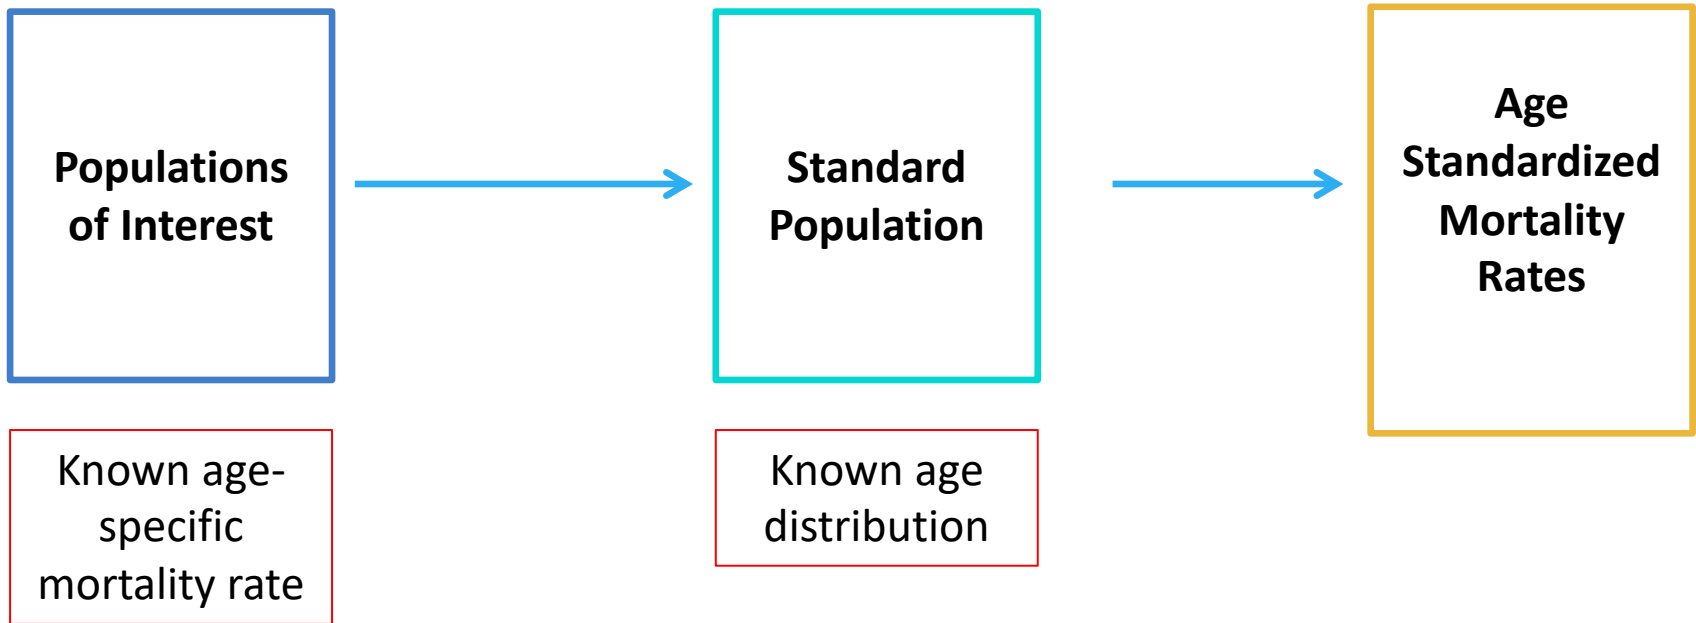 Populations
of Interest
Standard
Population
Age
Standardized
Mortality
Rates
Known age-
specific
mortality rate
Known age
distribution